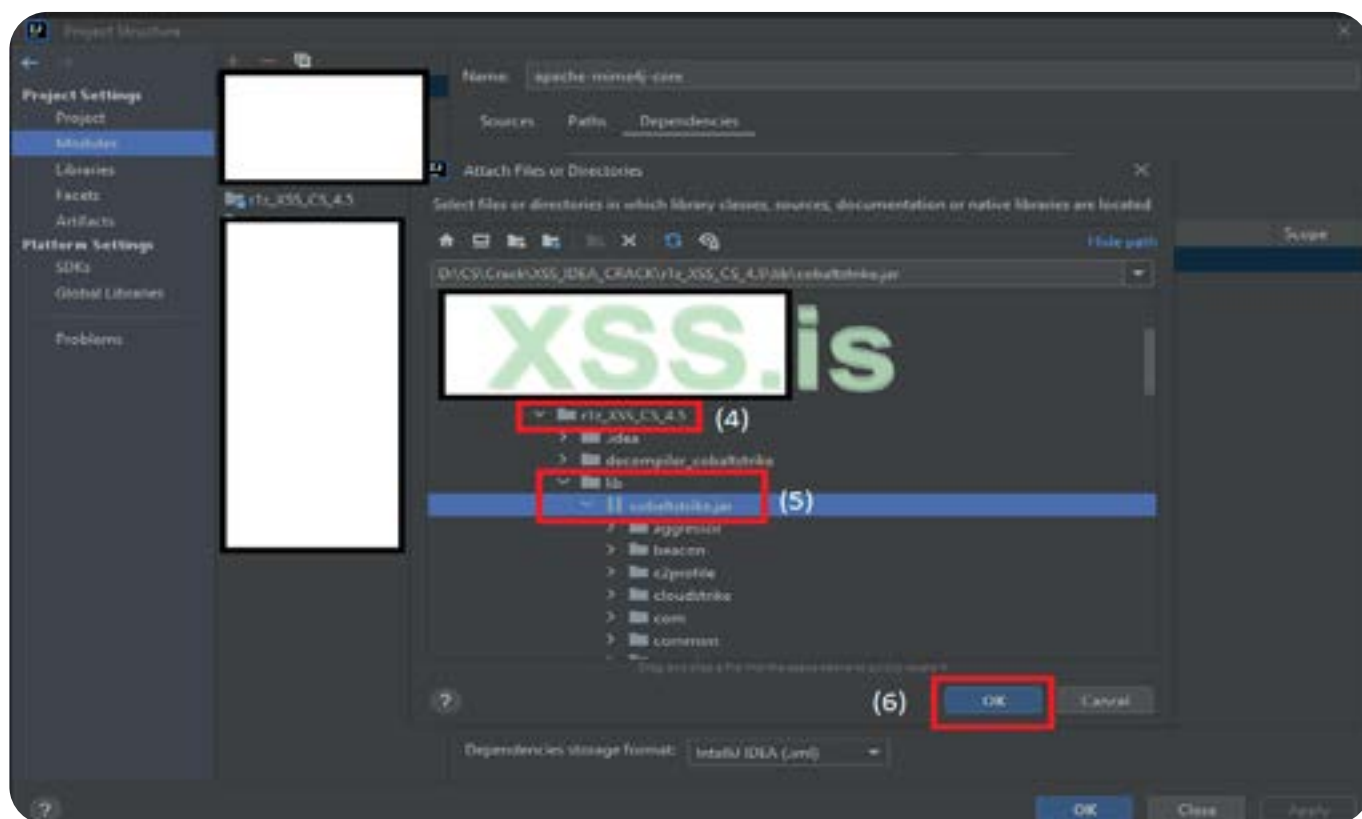 Project Structure
Project Settings
Project
Modules
Libraries
Facets
Artifacts
Platform Settings
SDKs
Global Libraries
Problems
r1z_XSS_CS_4.5
Name: apache-mime4j-core
Sources Paths Dependencies
Scope
Attach Files or Directories
Select files or directories in which library classes, sources, documentation or native libraries are located
Hide path
D:\CS\Crack\XSS_IDEA_CRACK\r1z_XSS_CS_4.5\lib\cobaltstrike.jar
XSS.is
r1z_XSS_CS_4.5 (4)
.idea
decompiler_cobaltstrike
lib
cobaltstrike.jar (5)
aggressor
beacon
c2profile
cloudstrike
com
common
(6) OK Cancel
Dependencies storage format: IntelliJ IDEA (.iml)
OK Close Apply